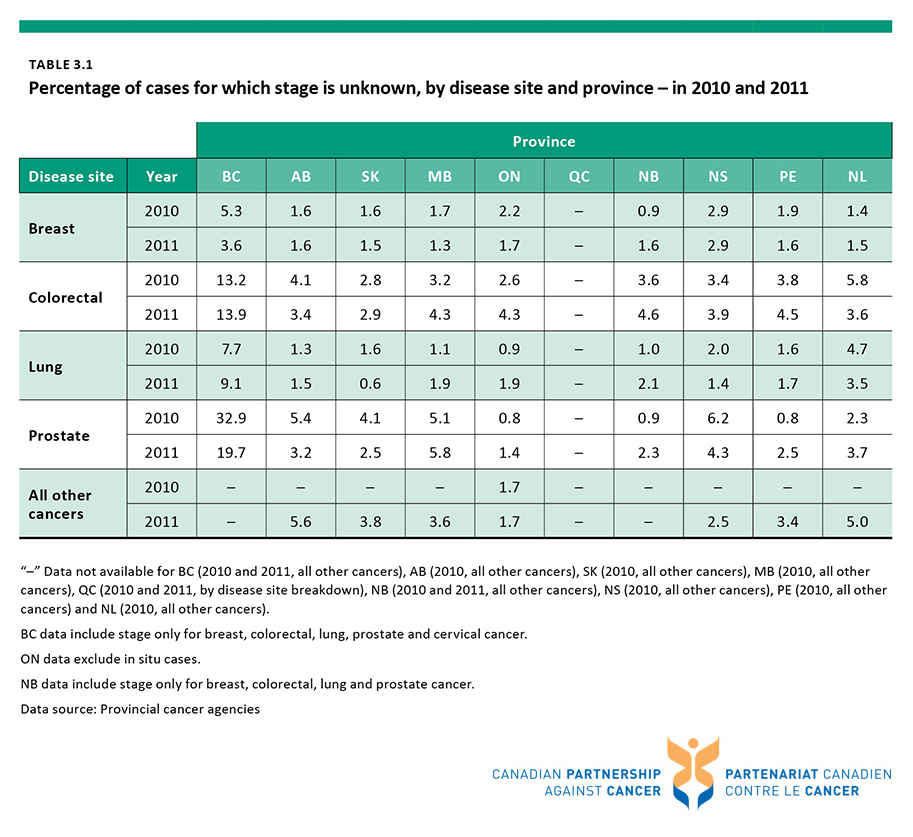 TABLE 3.1
Percentage of cases for which stage is unknown, by disease site and province – in 2010 and 2011
Province
Disease site Year BC AB SK MB ON QC NB NS PE NL
Breast
2010 5.3 1.6 1.6 1.7 2.2 – 0.9 2.9 1.9 1.4
2011 3.6 1.6 1.5 1.3 1.7 – 1.6 2.9 1.6 1.5
Colorectal
2010 13.2 4.1 2.8 3.2 2.6 – 3.6 3.4 3.8 5.8
2011 13.9 3.4 2.9 4.3 4.3 – 4.6 3.9 4.5 3.6
Lung
2010 7.7 1.3 1.6 1.1 0.9 – 1.0 2.0 1.6 4.7
2011 9.1 1.5 0.6 1.9 1.9 – 2.1 1.4 1.7 3.5
Prostate
2010 32.9 5.4 4.1 5.1 0.8 – 0.9 6.2 0.8 2.3
2011 19.7 3.2 2.5 5.8 1.4 – 2.3 4.3 2.5 3.7
All other
cancers
2010 – – – – 1.7 – – – – –
2011 – 5.6 3.8 3.6 1.7 – – 2.5 3.4 5.0
“–” Data not available for BC (2010 and 2011, all other cancers), AB (2010, all other cancers), SK (2010, all other cancers), MB (2010, all other
cancers), QC (2010 and 2011, by disease site breakdown), NB (2010 and 2011, all other cancers), NS (2010, all other cancers), PE (2010, all other
cancers) and NL (2010, all other cancers).
BC data include stage only for breast, colorectal, lung, prostate and cervical cancer.
ON data exclude in situ cases.
NB data include stage only for breast, colorectal, lung and prostate cancer.
Data source: Provincial cancer agencies
CANADIAN PARTNERSHIP
AGAINST CANCER
PARTENARIAT CANADIEN
CONTRE LE CANCER